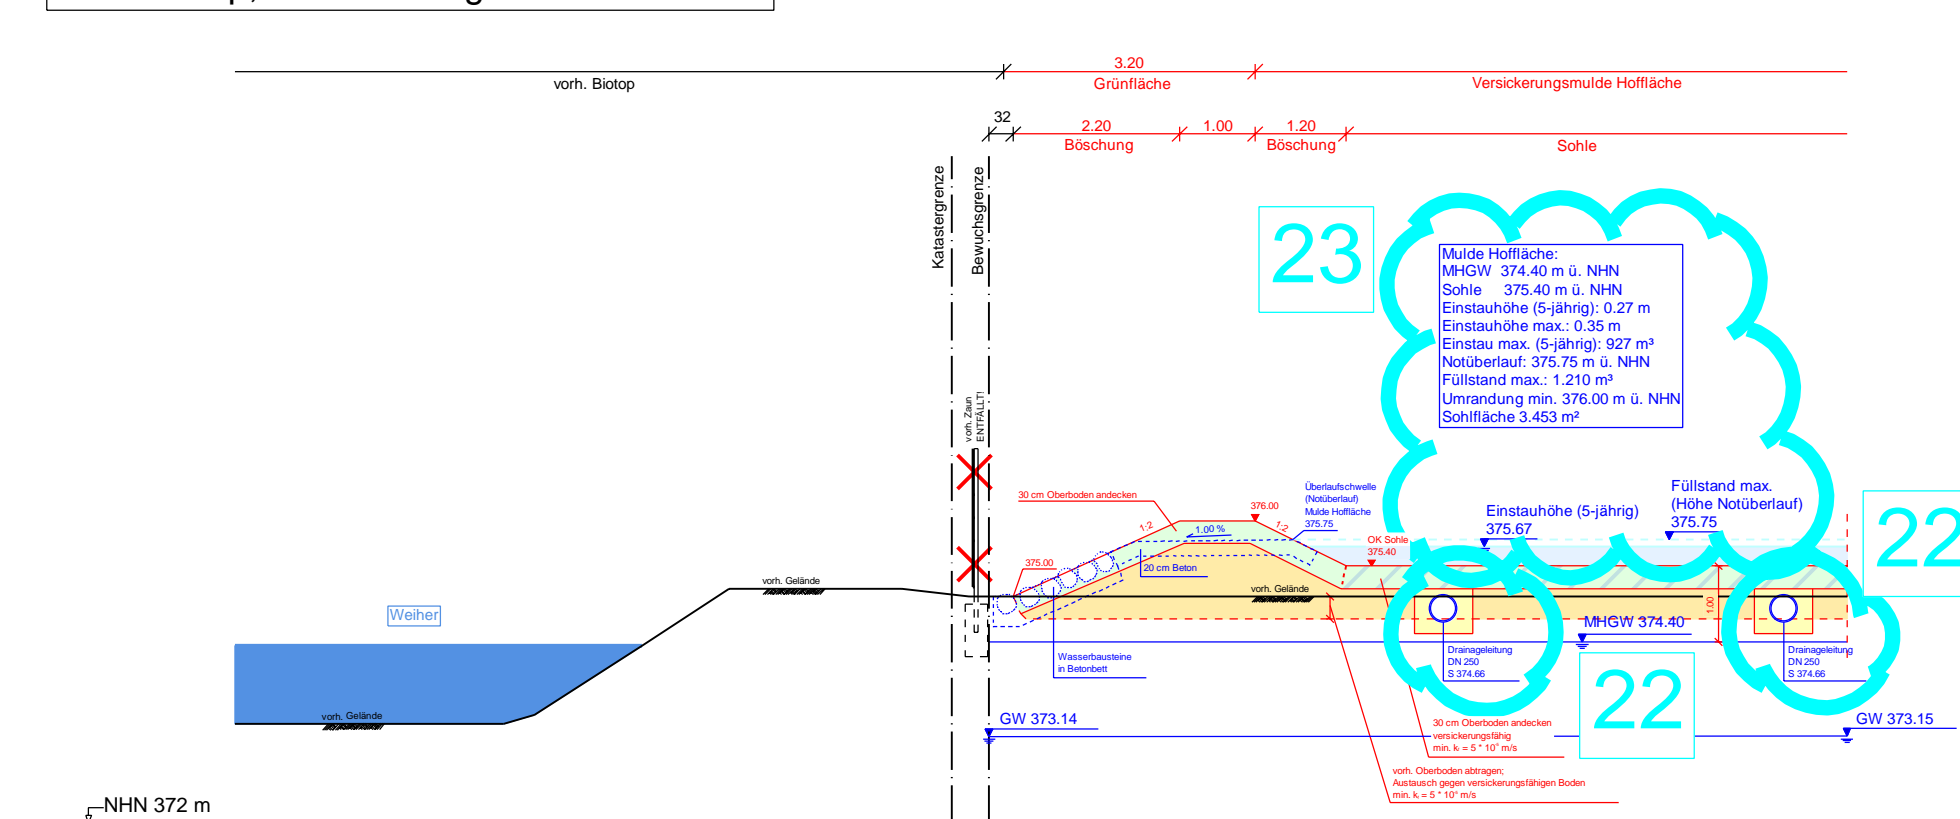 3.20
vorh. Biotop
Grünfläche
Versickerungsmulde Hoffläche
32
2.20
1.00
1.20
Böschung
Böschung
Sohle
Katastergrenze
Bewuchsgrenze
23
Mulde Hoffläche:
MHGW 374.40 m ü. NHN
Sohle 375.40 m ü. NHN
Einstauhöhe (5-jährig): 0.27 m
Einstauhöhe max.: 0.35 m
Einstau max. (5-jährig): 927 m³
Notüberlauf: 375.75 m ü. NHN
Füllstand max.: 1.210 m³
Umrandung min. 376.00 m ü. NHN
Sohlfläche 3.453 m²
vorh. Zaun
ENTFÄLLT!
30 cm Oberboden andecken
376.00
Überlaufschwelle
(Notüberlauf)
Mulde Hoffläche
375.75
Einstauhöhe (5-jährig)
375.67
Füllstand max.
(Höhe Notüberlauf)
375.75
22
1:2
1.00 %
1:2
OK Sohle
375.40
375.00
20 cm Beton
vorh. Gelände
vorh. Gelände
1.00
Weiher
MHGW 374.40
Wasserbausteine
in Betonbett
Drainageleitung
DN 250
S 374.66
Drainageleitung
DN 250
S 374.66
22
vorh. Gelände
GW 373.14
GW 373.15
30 cm Oberboden andecken
versickerungsfähig
min. k = 5 * 10 m/s
vorh. Oberboden abtragen;
Austausch gegen versickerungsfähigen Boden
min. k = 5 * 10 m/s
NHN 372 m